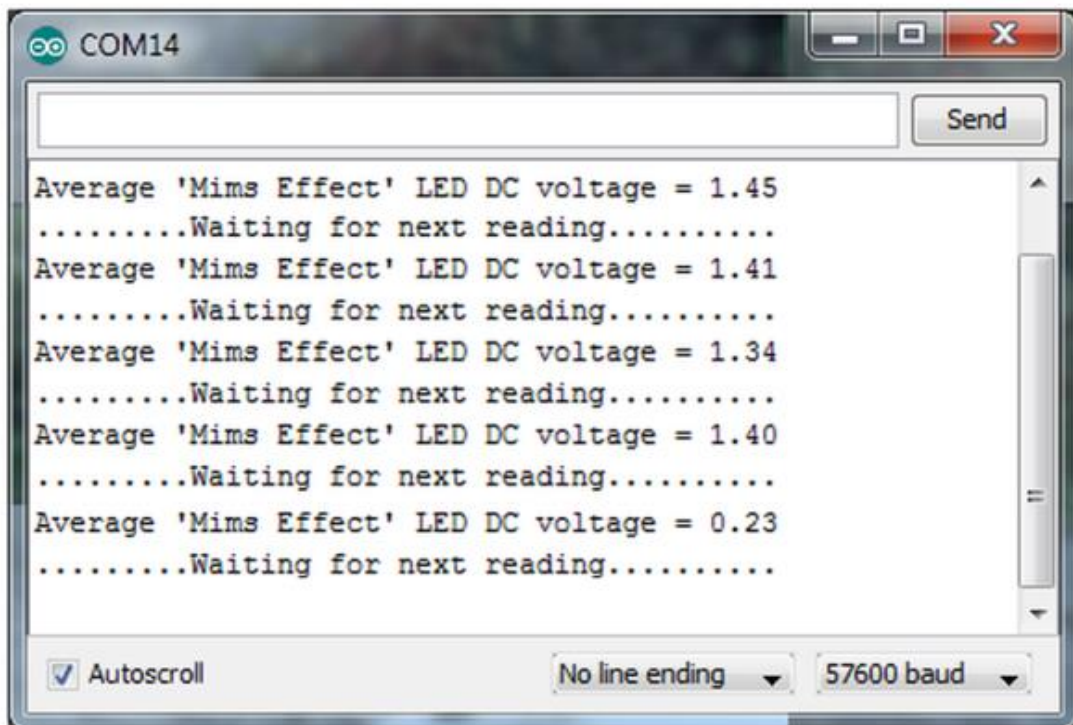 COM14
Send
Average 'Mims Effect' LED DC voltage = 1.45
.........Waiting for next reading..........
Average 'Mims Effect' LED DC voltage = 1.41
.........Waiting for next reading..........
Average 'Mims Effect' LED DC voltage = 1.34
.........Waiting for next reading..........
Average 'Mims Effect' LED DC voltage = 1.40
.........Waiting for next reading..........
Average 'Mims Effect' LED DC voltage = 0.23
.........Waiting for next reading..........
Autoscroll No line ending 57600 baud